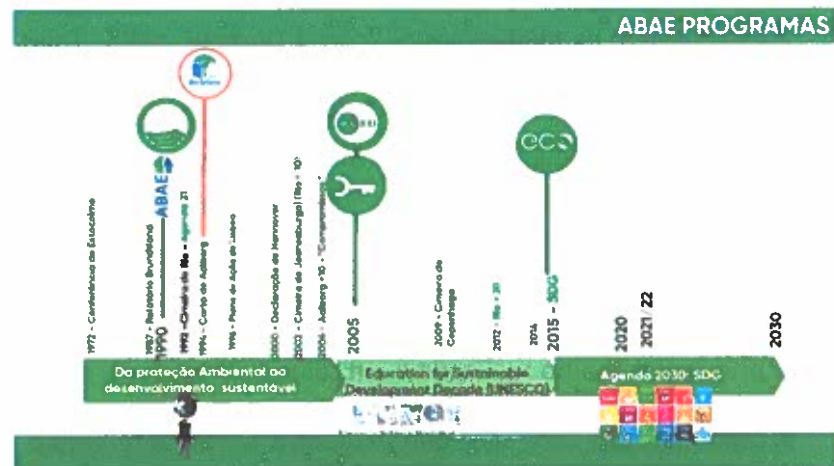 ABAE PROGRAMAS
eco
ABAE
1972 - Conferência de Estocolmo
1987 - Relatório Brundtland
1990
1992 - Cimeira do Rio - Agenda 21
1994 - Carta de Aalborg
1996 - Plano de Ação de Lisboa
2000 - Declaração de Hannover
2002 - Cimeira de Joanesburgo (Rio + 10)
2004 - Aalborg +10 - "Compromissos"
2005
2009 - Cimeira de
Copenhaga
2012 - Rio + 20
2014
2015 - SDG
2020
2021/ 22
2030
Da proteção Ambiental ao
desenvolvimento sustentável
Education for Sustainable
Development Decade (UNESCO)
Agenda 2030- SDG